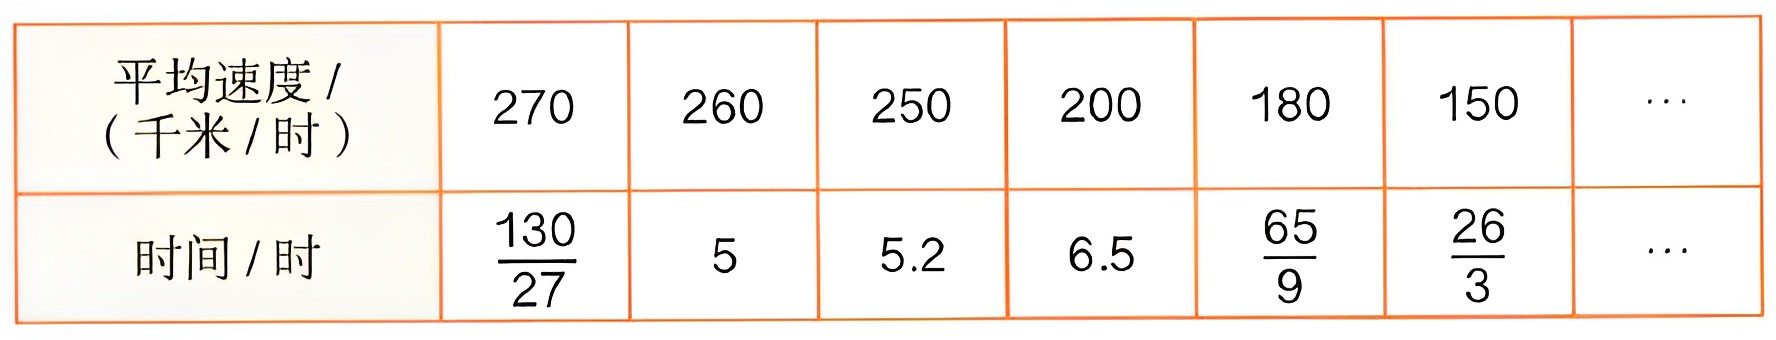 平均速度 /
( 千米 / 时 )
270 260 250 200 180 150 ···
时间 / 时
130/27 5 5.2 6.5 65/9 26/3 ···